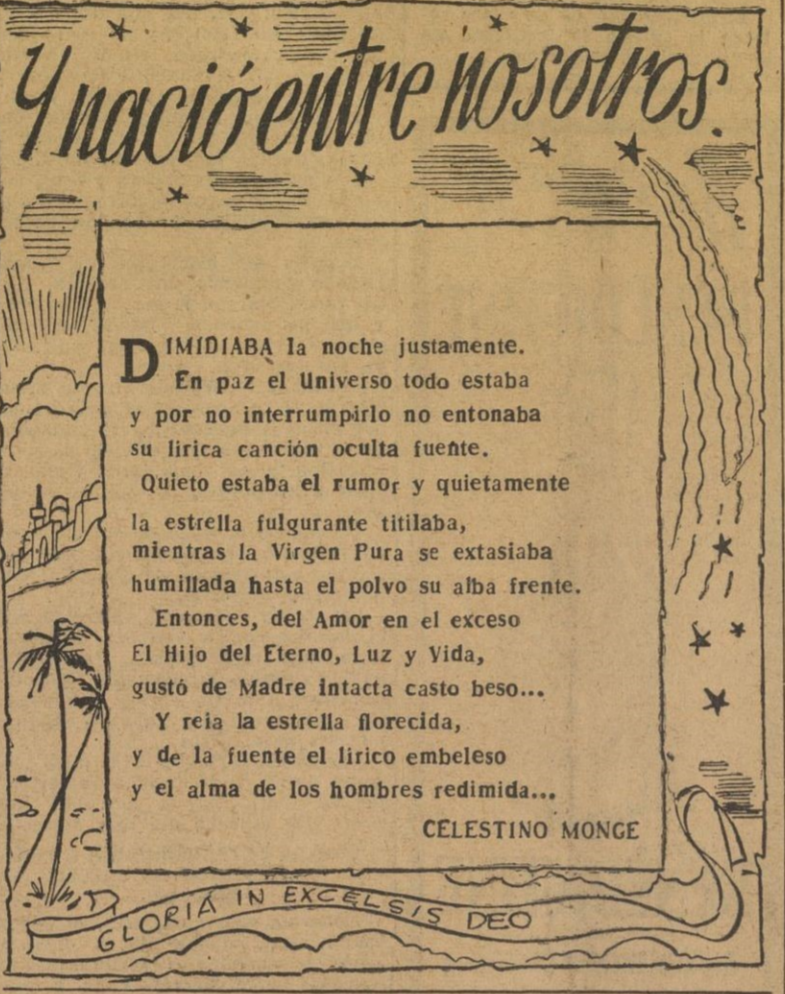 Y nació entre nosotros.
DIMIDIABA la noche justamente.
En paz el Universo todo estaba
y por no interrumpirlo no entonaba
su lirica canción oculta fuente.
Quieto estaba el rumor y quietamente
la estrella fulgurante titilaba,
mientras la Virgen Pura se extasiaba
humillada hasta el polvo su alba frente.
Entonces, del Amor en el exceso
El Hijo del Eterno, Luz y Vida,
gustó de Madre intacta casto beso...
Y reia la estrella florecida,
y de la fuente el lirico embeleso
y el alma de los hombres redimida...
CELESTINO MONGE
GLORIA IN EXCELSIS DEO